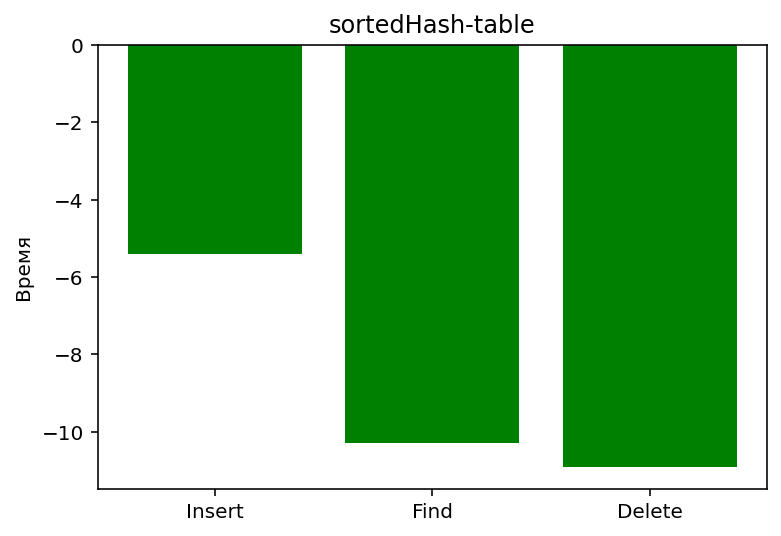 sortedHash-table
0
−2
−4
−6
−8
−10
Время
Insert Find Delete